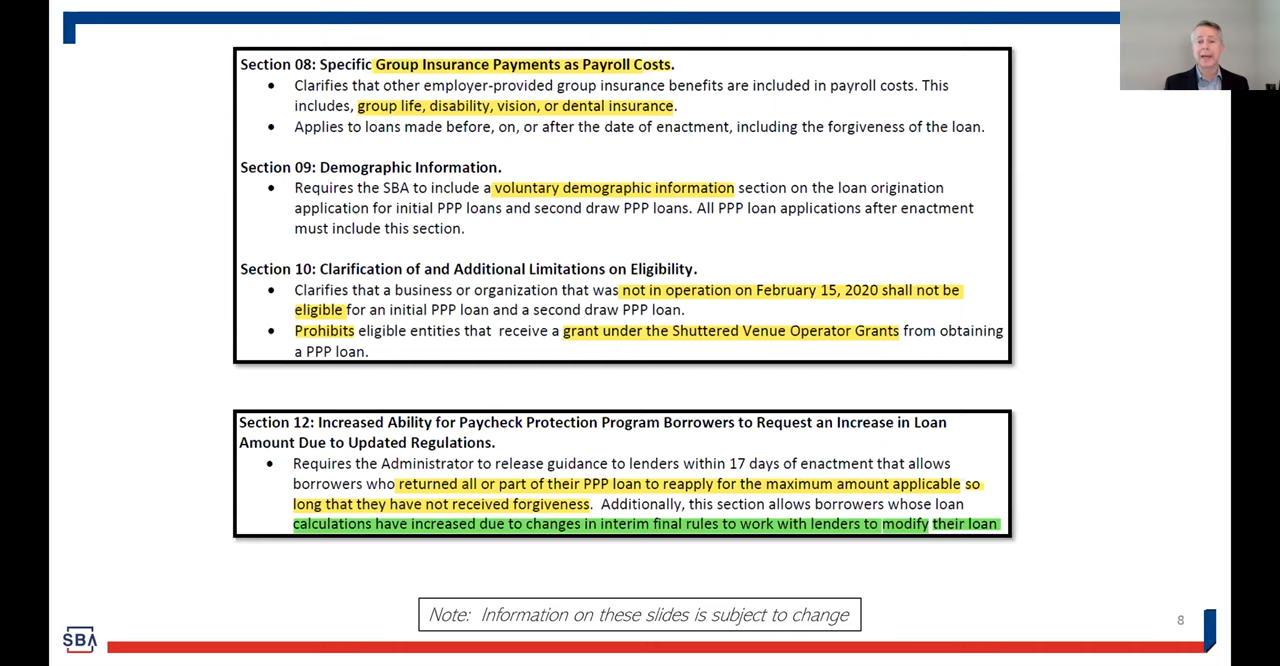 Section 08: Specific Group Insurance Payments as Payroll Costs.
• Clarifies that other employer-provided group insurance benefits are included in payroll costs. This
includes, group life, disability, vision, or dental insurance.
• Applies to loans made before, on, or after the date of enactment, including the forgiveness of the loan.
Section 09: Demographic Information.
• Requires the SBA to include a voluntary demographic information section on the loan origination
application for initial PPP loans and second draw PPP loans. All PPP loan applications after enactment
must include this section.
Section 10: Clarification of and Additional Limitations on Eligibility.
• Clarifies that a business or organization that was not in operation on February 15, 2020 shall not be
eligible for an initial PPP loan and a second draw PPP loan.
• Prohibits eligible entities that receive a grant under the Shuttered Venue Operator Grants from obtaining
a PPP loan.
Section 12: Increased Ability for Paycheck Protection Program Borrowers to Request an Increase in Loan
Amount Due to Updated Regulations.
• Requires the Administrator to release guidance to lenders within 17 days of enactment that allows
borrowers who returned all or part of their PPP loan to reapply for the maximum amount applicable so
long that they have not received forgiveness. Additionally, this section allows borrowers whose loan
calculations have increased due to changes in interim final rules to work with lenders to modify their loan
Note: Information on these slides is subject to change
8
SBA